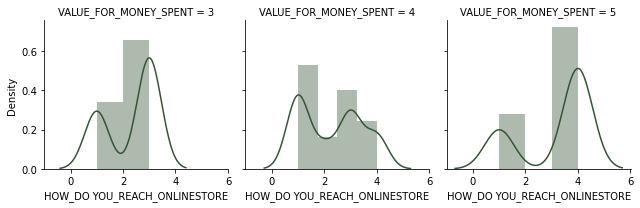 VALUE_FOR_MONEY_SPENT = 3
VALUE_FOR_MONEY_SPENT = 4
VALUE_FOR_MONEY_SPENT = 5
Density
0.6
0.4
0.2
0.0
0 2 4 6
0 2 4 6
0 2 4 6
HOW_DO YOU_REACH_ONLINESTORE
HOW_DO YOU_REACH_ONLINESTORE
HOW_DO YOU_REACH_ONLINESTORE